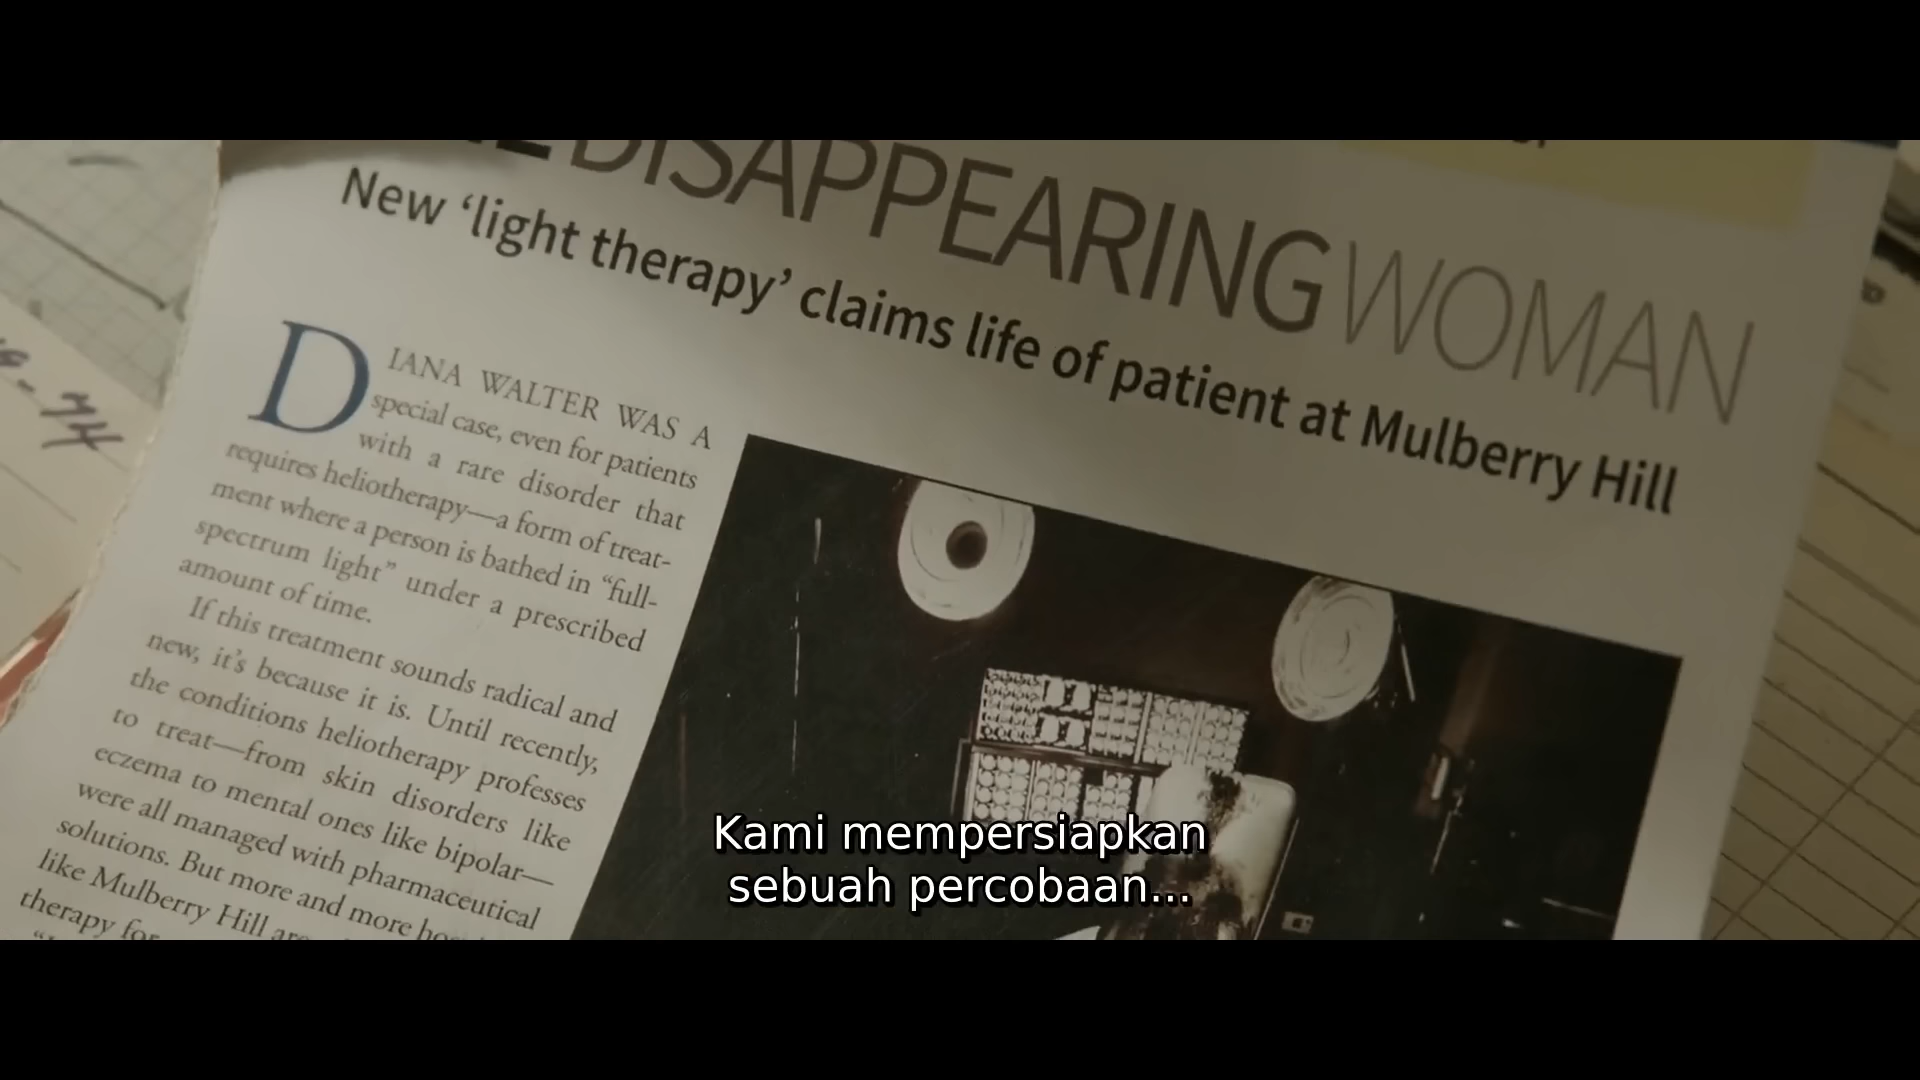 DISAPPEARING WOMAN
New ‘light therapy’ claims life of patient at Mulberry Hill
DIANA WALTER WAS A
special case, even for patients
with a rare disorder that
requires heliotherapy—a form of treat-
ment where a person is bathed in “full-
spectrum light” under a prescribed
amount of time.
If this treatment sounds radical and
new, it’s because it is. Until recently,
the conditions heliotherapy professes
to treat—from skin disorders like
eczema to mental ones like bipolar—
were all managed with pharmaceutical
solutions. But more and more
like Mulberry Hill
therapy for
74
Kami mempersiapkan
sebuah percobaan...